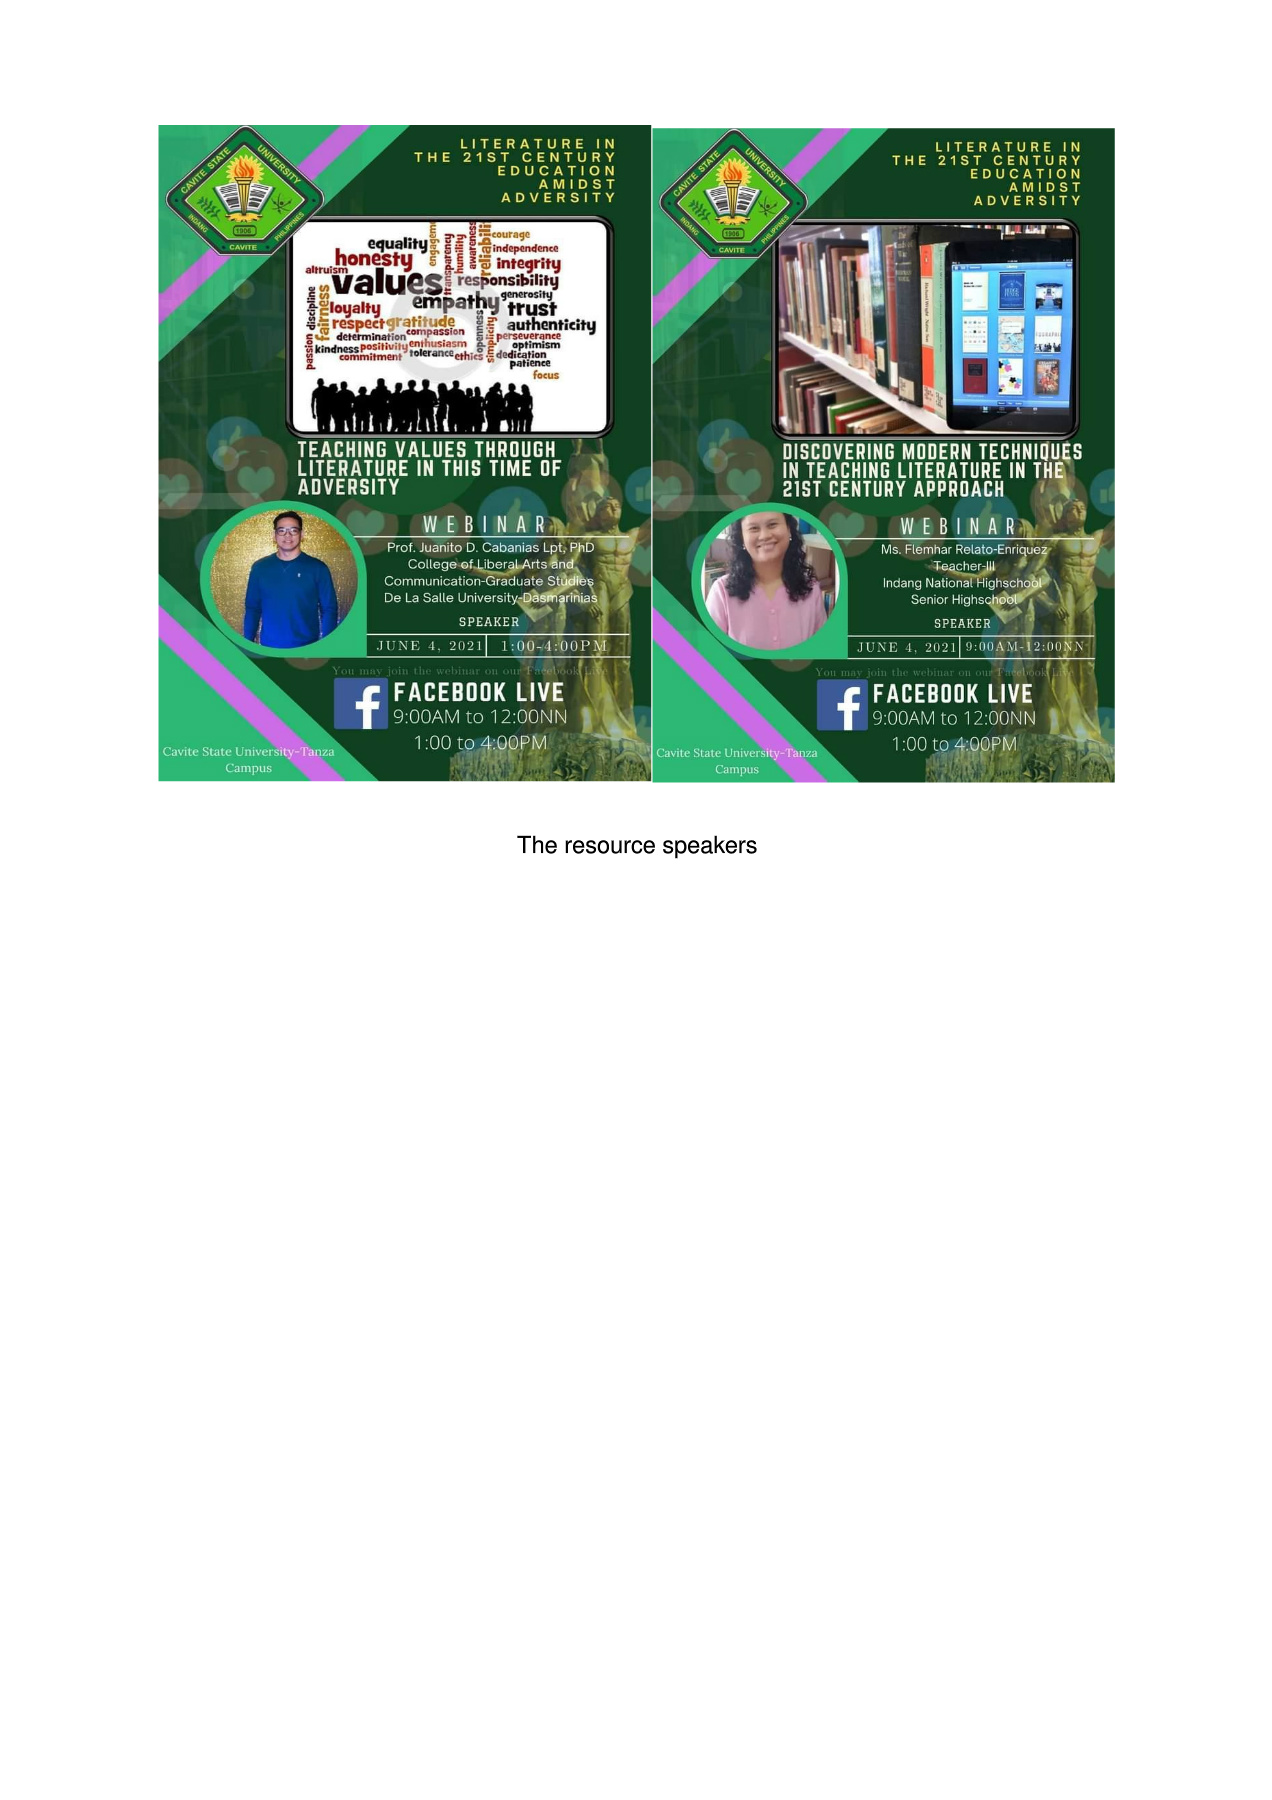 LITERATURE IN
THE 21ST CENTURY
EDUCATION
AMIDST
ADVERSITY
CAVITE STATE UNIVERSITY
INDANG PHILIPPINES
1906
CAVITE
equality
honesty
altruism
values
engagem
transparency
humility
awareness
reliabili
courage
independence
integrity
responsibility
generosity
empathy
trust
authenticity
passion discipline
fairness
loyalty
respect gratitude
determination compassion
kindness positivity enthusiasm
commitment tolerance ethics
openness
simplicity
perseverance
optimism
dedication
patience
focus
TEACHING VALUES THROUGH
LITERATURE IN THIS TIME OF
ADVERSITY
WEBINAR
Prof. Juanito D. Cabanias Lpt, PhD
College of Liberal Arts and
Communication-Graduate Studies
De La Salle University-Dasmarinias
SPEAKER
JUNE 4, 2021 1:00-4:00PM
You may join the webinar on our Facebook Live
FACEBOOK LIVE
9:00AM to 12:00NN
1:00 to 4:00PM
Cavite State University-Tanza
Campus
LITERATURE IN
THE 21ST CENTURY
EDUCATION
AMIDST
ADVERSITY
CAVITE STATE UNIVERSITY
INDANG PHILIPPINES
1906
CAVITE
DISCOVERING MODERN TECHNIQUES
IN TEACHING LITERATURE IN THE
21ST CENTURY APPROACH
WEBINAR
Ms. Flemhar Relato-Enriquez
Teacher-III
Indang National Highschool
Senior Highschool
SPEAKER
JUNE 4, 2021 9:00AM-12:00NN
You may join the webinar on our Facebook Live
FACEBOOK LIVE
9:00AM to 12:00NN
1:00 to 4:00PM
Cavite State University-Tanza
Campus
The resource speakers